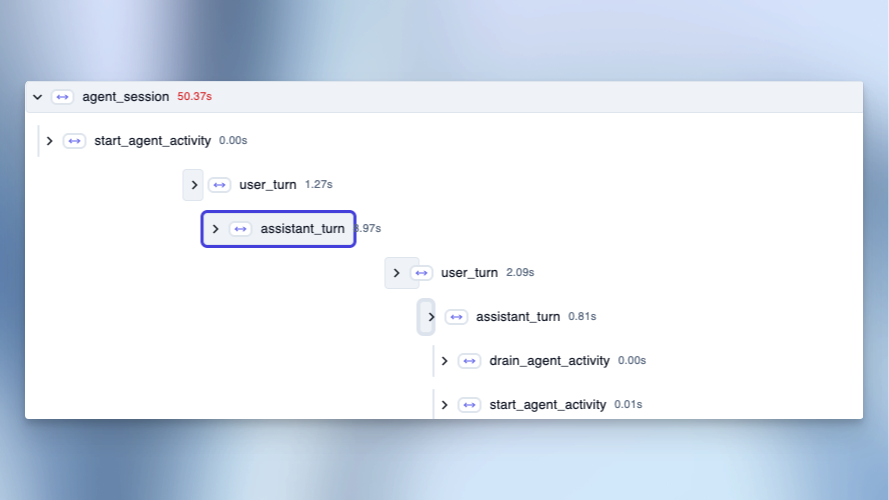 agent_session 50.37s
start_agent_activity 0.00s
user_turn 1.27s
assistant_turn .97s
user_turn 2.09s
assistant_turn 0.81s
drain_agent_activity 0.00s
start_agent_activity 0.01s